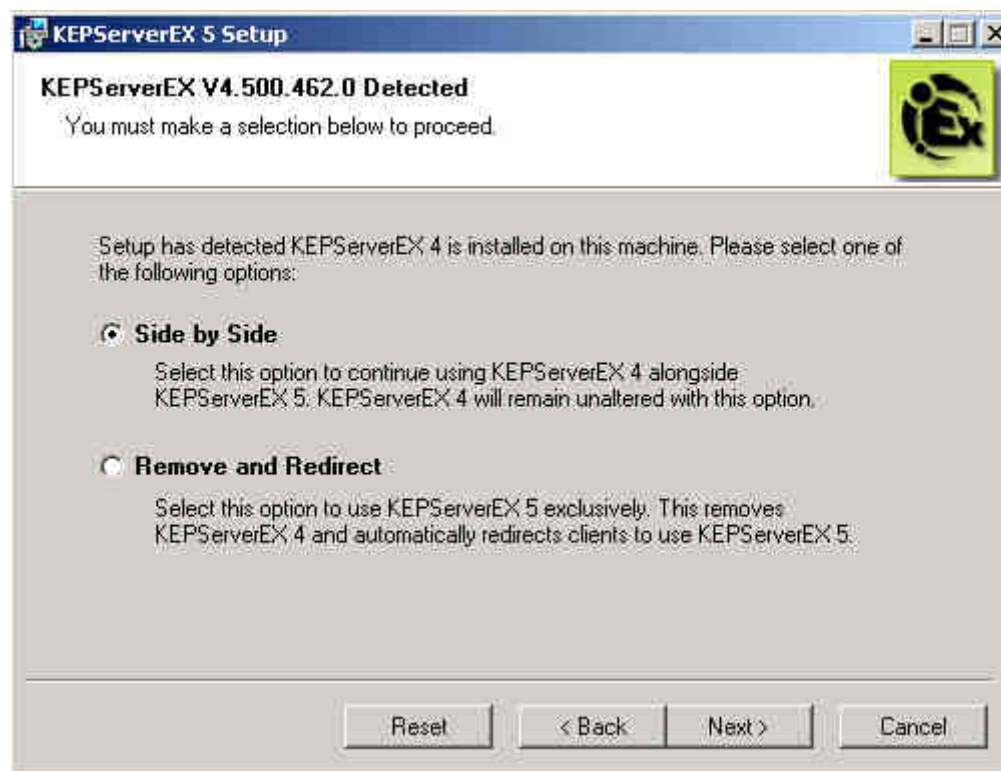 KEPServerEX 5 Setup
KEPServerEX V4.500.462.0 Detected
You must make a selection below to proceed.
Ex
Setup has detected KEPServerEX 4 is installed on this machine. Please select one of
the following options:
Side by Side
Select this option to continue using KEPServerEX 4 alongside
KEPServerEX 5. KEPServerEX 4 will remain unaltered with this option.
Remove and Redirect
Select this option to use KEPServerEX 5 exclusively. This removes
KEPServerEX 4 and automatically redirects clients to use KEPServerEX 5.
Reset < Back Next > Cancel